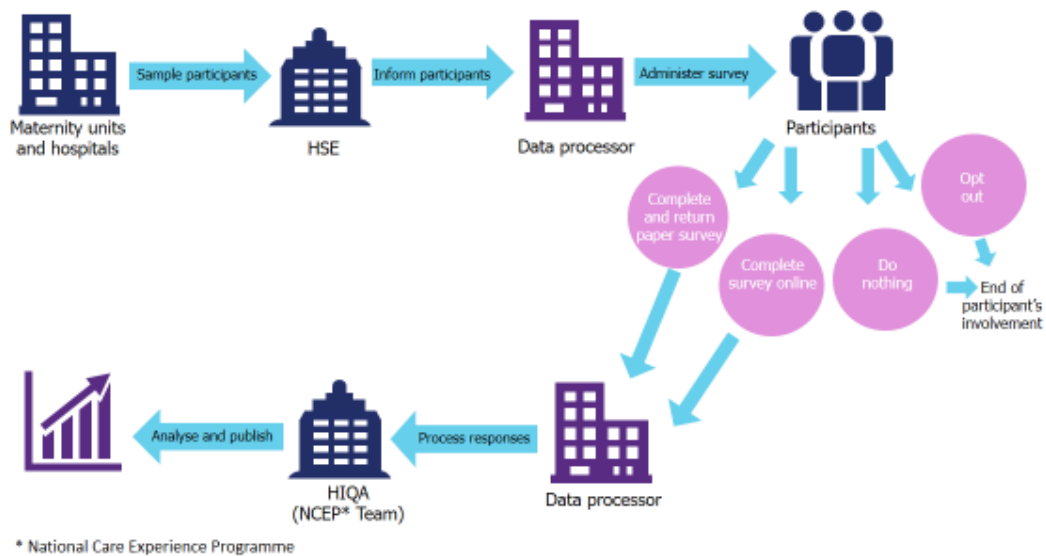 Sample participants
Inform participants
Administer survey
Maternity units
and hospitals
HSE
Data processor
Participants
Complete
and return
paper survey
Complete
survey online
Do
nothing
Opt
out
End of
participant's
involvement
Analyse and publish
Process responses
HIQA
(NCEP* Team)
Data processor
* National Care Experience Programme